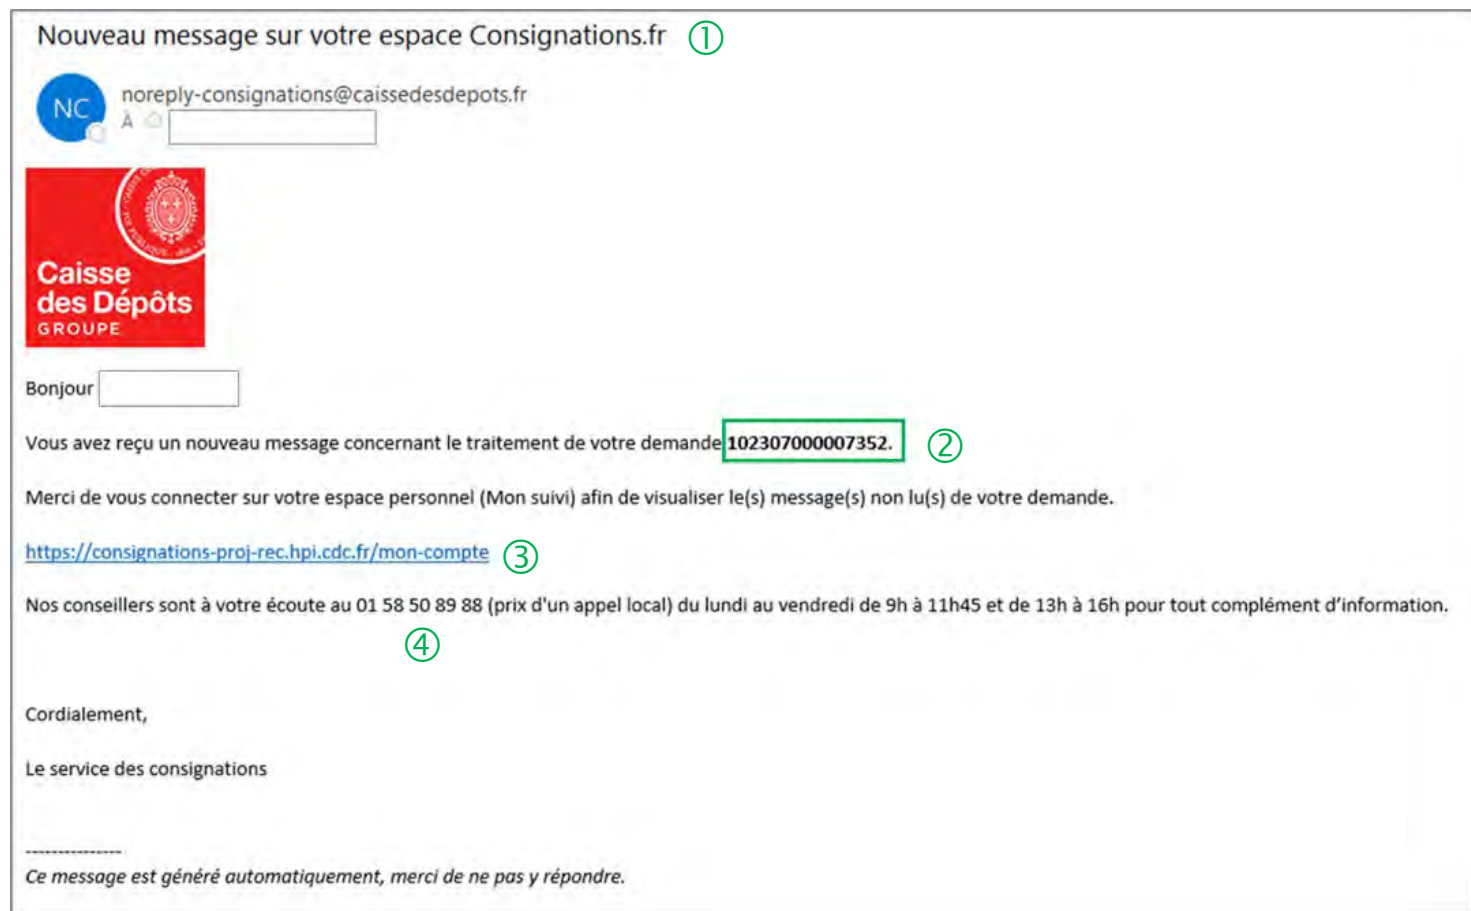 Nouveau message sur votre espace Consignations.fr ①
NC
noreply-consignations@caissedesdepots.fr
À
Caisse
des Dépôts
GROUPE
Bonjour
Vous avez reçu un nouveau message concernant le traitement de votre demande 102307000007352. ②
Merci de vous connecter sur votre espace personnel (Mon suivi) afin de visualiser le(s) message(s) non lu(s) de votre demande.
https://consignations-proj-rec.hpi.cdc.fr/mon-compte ③
Nos conseillers sont à votre écoute au 01 58 50 89 88 (prix d'un appel local) du lundi au vendredi de 9h à 11h45 et de 13h à 16h pour tout complément d’information.
④
Cordialement,
Le service des consignations
---------------
Ce message est généré automatiquement, merci de ne pas y répondre.